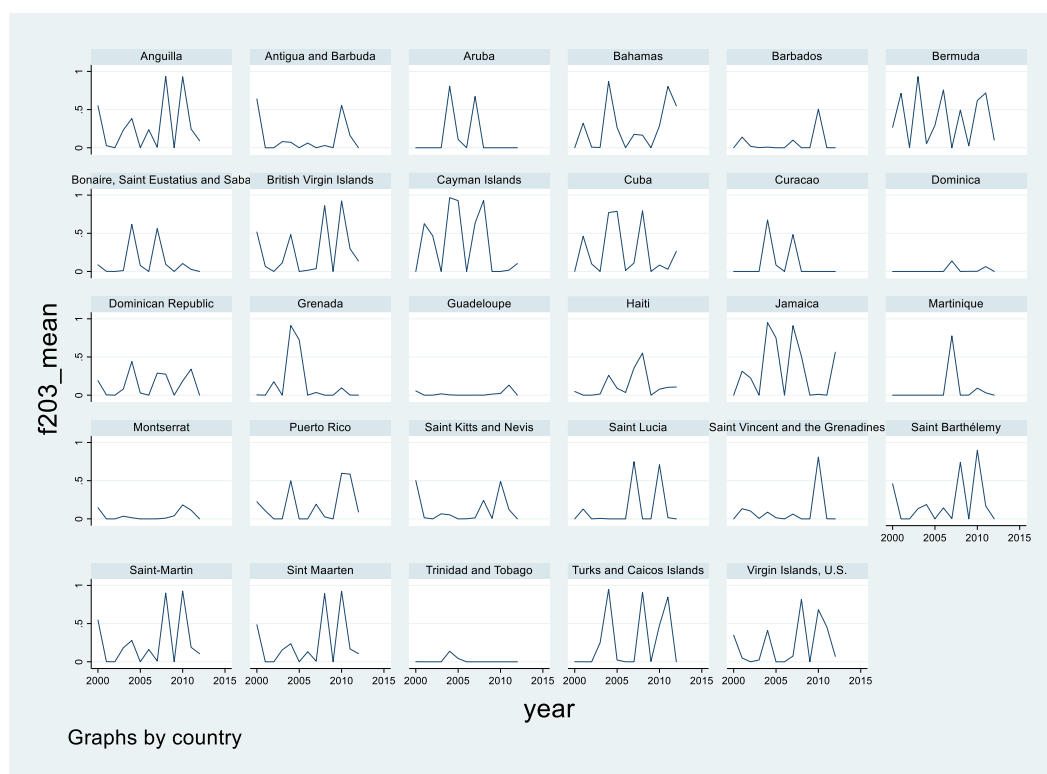 Anguilla
Antigua and Barbuda
Aruba
Bahamas
Barbados
Bermuda
0 .5 1
Bonaire, Saint Eustatius and Saba
British Virgin Islands
Cayman Islands
Cuba
Curacao
Dominica
0 .5 1
Dominican Republic
Grenada
Guadeloupe
Haiti
Jamaica
Martinique
0 .5 1
f203_mean
Montserrat
Puerto Rico
Saint Kitts and Nevis
Saint Lucia
Saint Vincent and the Grenadines
Saint Barthélemy
0 .5 1
2000 2005 2010 2015
Saint-Martin
Sint Maarten
Trinidad and Tobago
Turks and Caicos Islands
Virgin Islands, U.S.
0 .5 1
2000 2005 2010 2015
2000 2005 2010 2015
2000 2005 2010 2015
2000 2005 2010 2015
2000 2005 2010 2015
year
Graphs by country